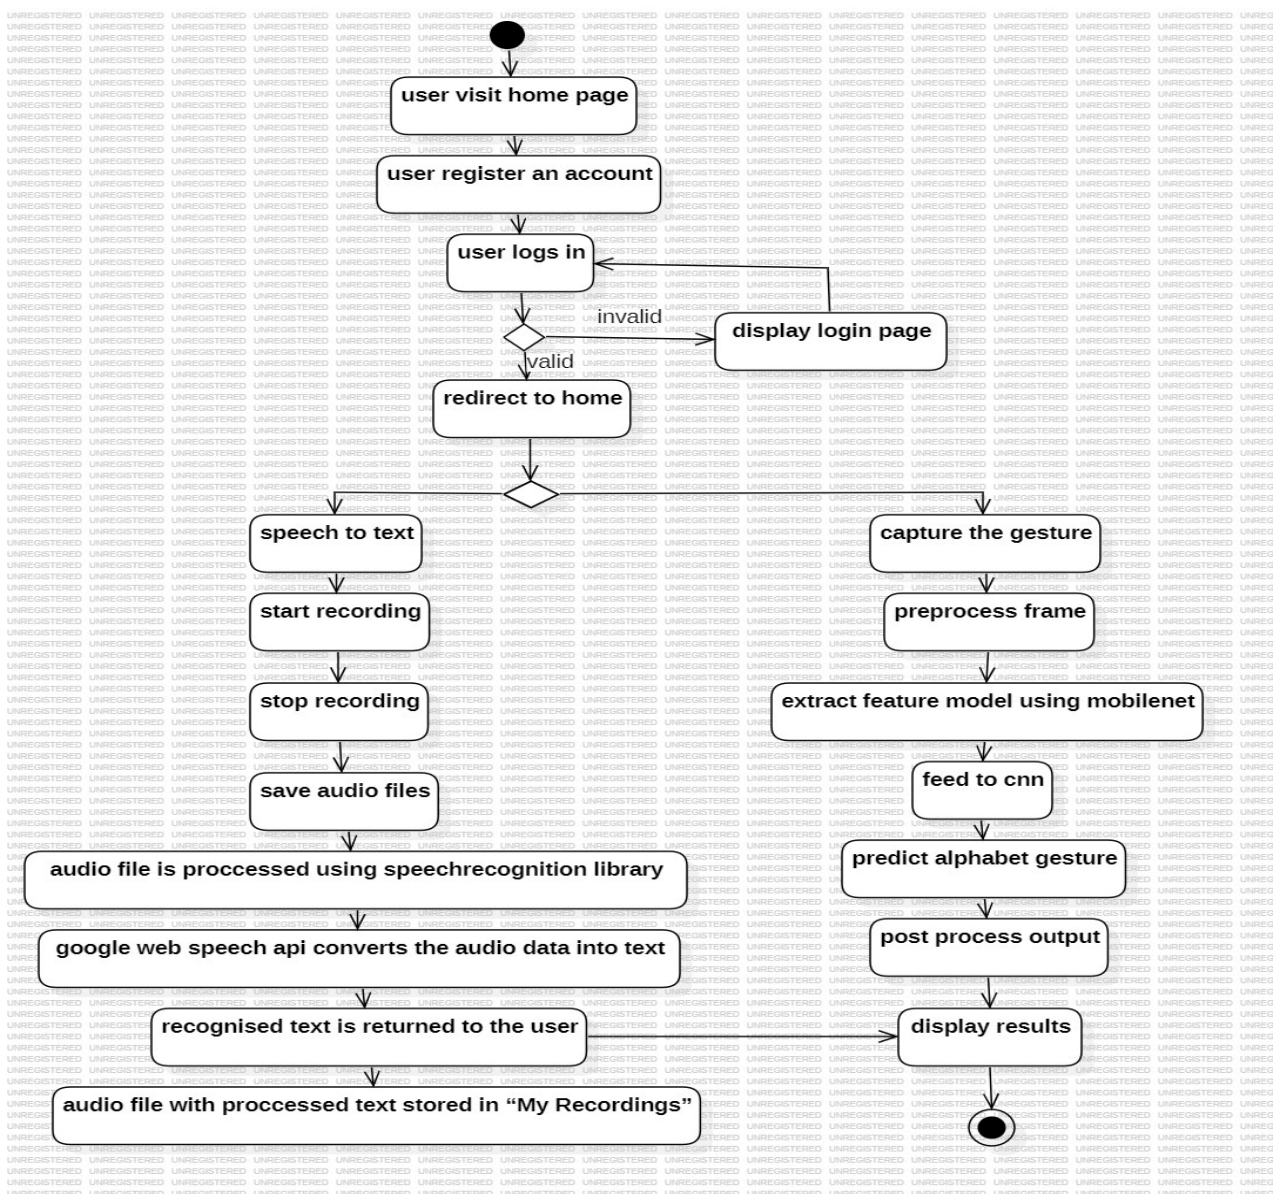 user visit home page
user register an account
user logs in
invalid
display login page
valid
redirect to home
speech to text
capture the gesture
start recording
preprocess frame
stop recording
extract feature model using mobilenet
save audio files
feed to cnn
audio file is proccessed using speechrecognition library
predict alphabet gesture
google web speech api converts the audio data into text
post process output
recognised text is returned to the user
display results
audio file with proccessed text stored in “My Recordings”
UNREGISTERED